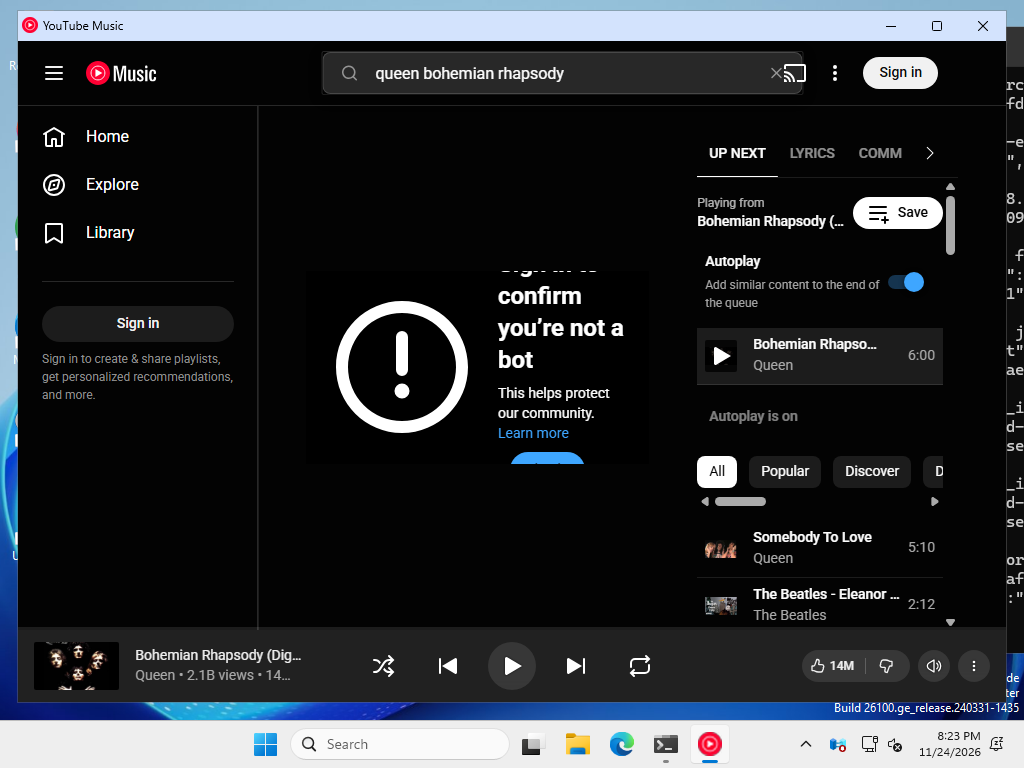 YouTube Music
Music
queen bohemian rhapsody
Sign in
Home
Explore
Library
Sign in
Sign in to create & share playlists,
get personalized recommendations,
and more.
confirm
you're not a
bot
This helps protect
our community.
Learn more
UP NEXT
LYRICS
COMM
Playing from
Bohemian Rhapsody (...
Save
Autoplay
Add similar content to the end of
the queue
Bohemian Rhapso...
Queen
6:00
Autoplay is on
All
Popular
Discover
D
Somebody To Love
Queen
5:10
The Beatles - Eleanor ...
The Beatles
2:12
Bohemian Rhapsody (Dig...
Queen • 2.1B views • 14...
14M
Build 26100.ge_release.240331-1435
Search
8:23 PM
11/24/2026